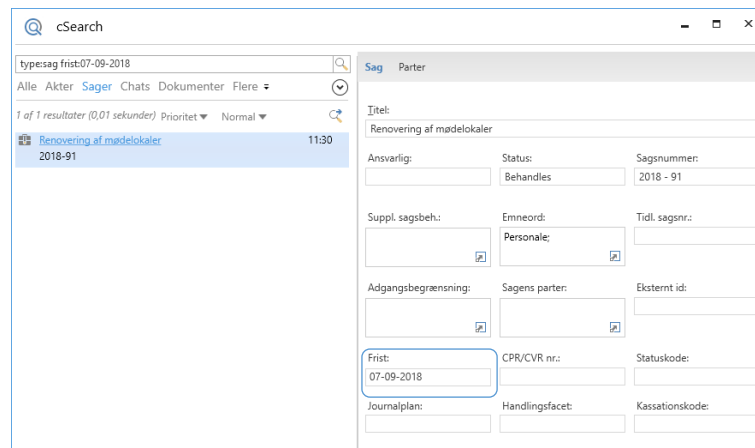 cSearch
type:sag frist:07-09-2018
Alle Akter Sager Chats Dokumenter Flere
1 af 1 resultater (0,01 sekunder) Prioritet Normal
Renovering af mødelokaler 11:30
2018-91
Sag Parter
Titel:
Renovering af mødelokaler
Ansvarlig: Status: Sagsnummer:
Behandles 2018 - 91
Suppl. sagsbeh.: Emneord: Tidl. sagsnr.:
Personale;
Adgangsbegrænsning: Sagens parter: Eksternt id:
Frist: CPR/CVR nr.: Statuskode:
07-09-2018
Journalplan: Handlingsfacet: Kassationskode: